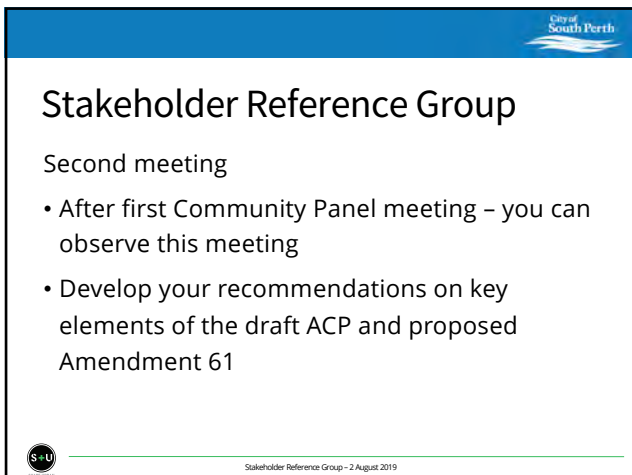 City of
South Perth
Stakeholder Reference Group
Second meeting
• After first Community Panel meeting – you can
observe this meeting
• Develop your recommendations on key
elements of the draft ACP and proposed
Amendment 61
S+U
Stakeholder Reference Group – 2 August 2019